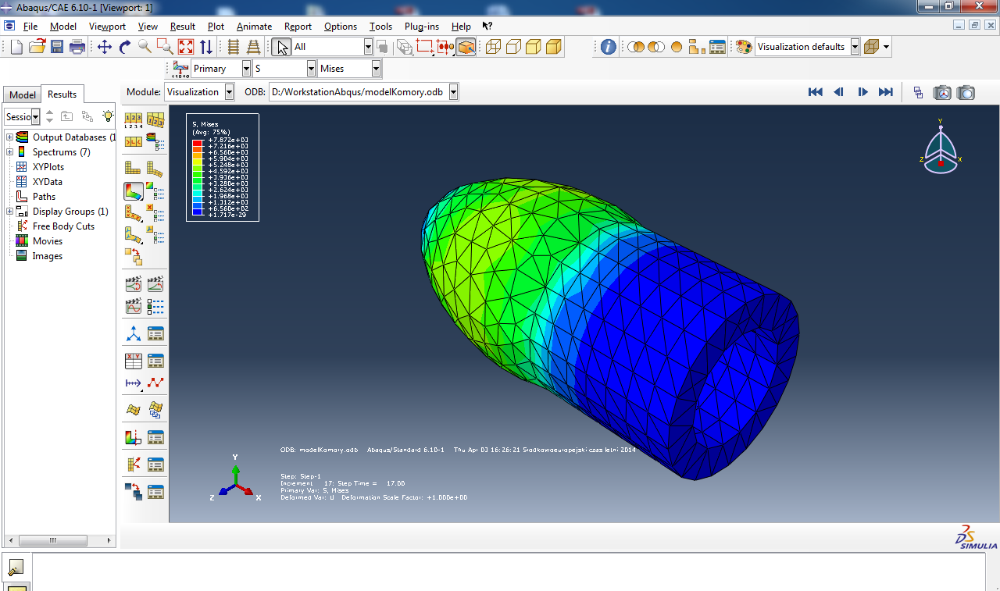 Abaqus/CAE 6.10-1 [Viewport: 1]
File Model Viewport View Result Plot Animate Report Options Tools Plug-ins Help
All
Visualization defaults
Primary S Mises
Model Results
Module: Visualization ODB: D:/WorkstationAbqus/modelKomory.odb
Sessio
Output Databases (1
Spectrums (7)
XYPlots
XYData
Paths
Display Groups (1)
Free Body Cuts
Movies
Images
S, Mises
(Avg: 75%)
+7.872e+03
+7.216e+03
+6.560e+03
+5.904e+03
+5.248e+03
+4.592e+03
+3.936e+03
+3.280e+03
+2.624e+03
+1.968e+03
+1.312e+03
+6.560e+02
+1.717e-29
Y
Z X
ODB: modelKomory.odb Abaqus/Standard 6.10-1 Thu Apr 03 16:26:21 Środkowoeuropejski czas letni 2014
Step: Step-1
Increment 17: Step Time = 17.00
Primary Var: S, Mises
Deformed Var: U Deformation Scale Factor: +1.000e+00
Y
Z X
SIMULIA